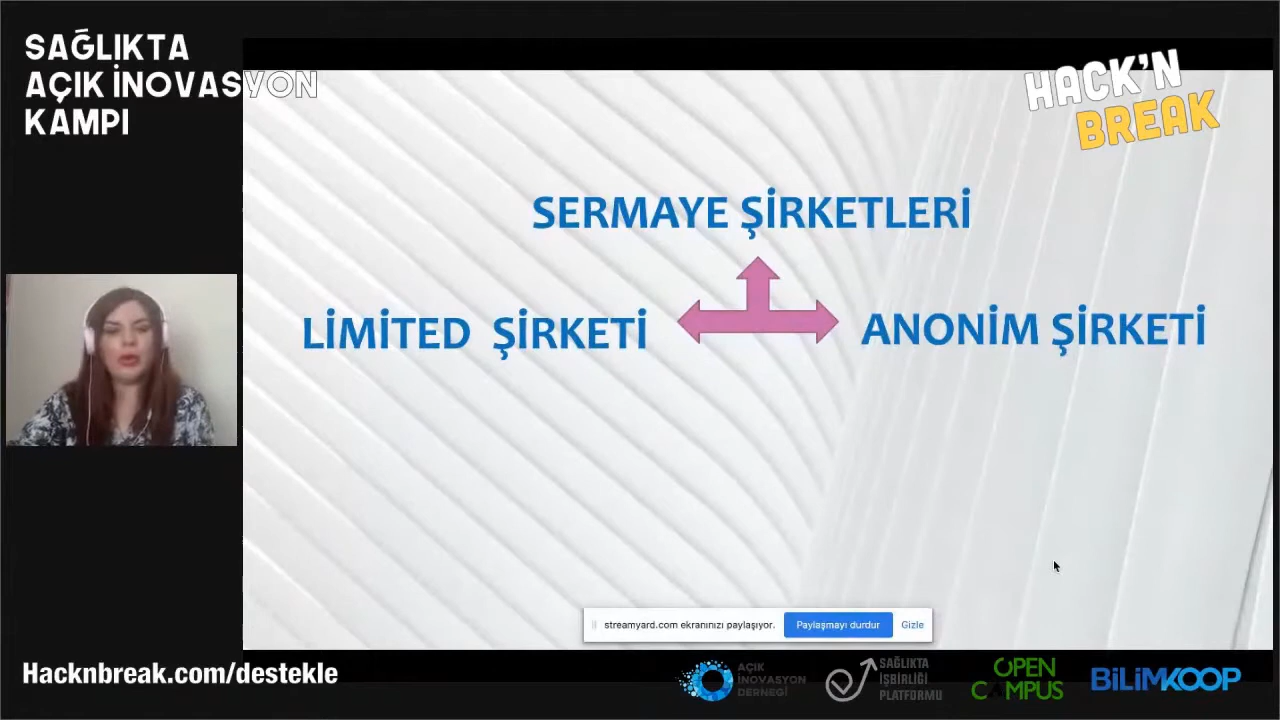 SAĞLIKTA
AÇIK İNOVASYON
KAMPI
HACK'N
BREAK
SERMAYE ŞİRKETLERİ
LİMİTED ŞİRKETİ
ANONİM ŞİRKETİ
streamyard.com ekranınızı paylaşıyor.
Paylaşmayı durdur
Gizle
Hacknbreak.com/destekle
AÇIK
İNOVASYON
DERNEĞİ
SAĞLIKTA
İŞBİRLİĞİ
PLATFORMU
OPEN
CAMPUS
BİLİMKOOP